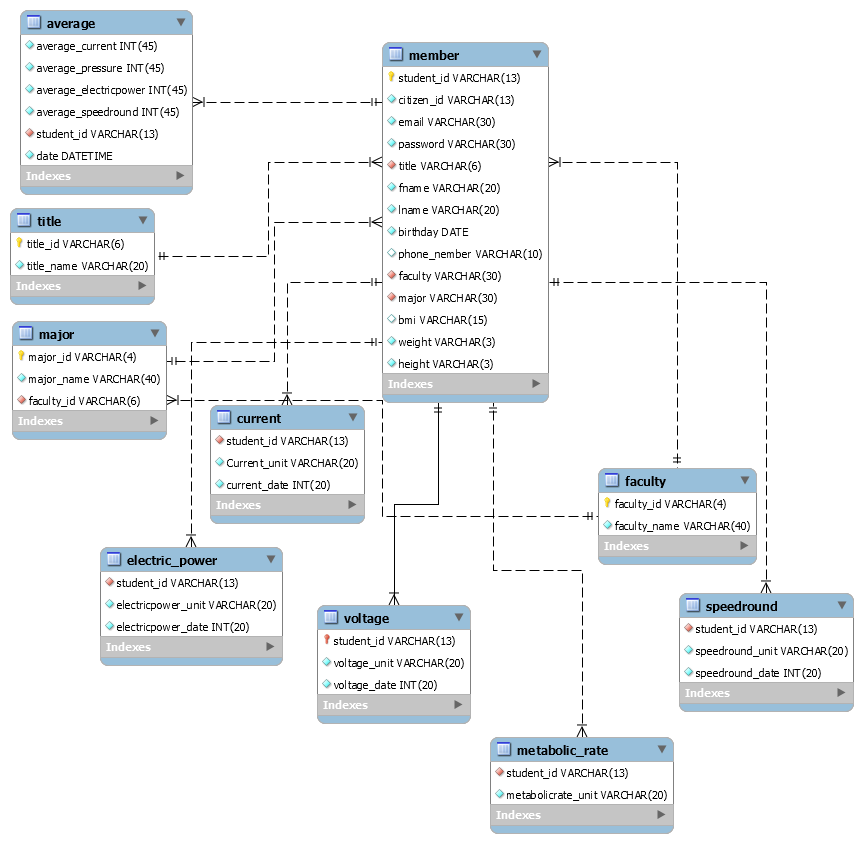 average
average_current INT(45)
average_pressure INT(45)
average_electricpower INT(45)
average_speedround INT(45)
student_id VARCHAR(13)
date DATETIME
Indexes
member
student_id VARCHAR(13)
citizen_id VARCHAR(13)
email VARCHAR(30)
password VARCHAR(30)
title VARCHAR(6)
fname VARCHAR(20)
lname VARCHAR(20)
birthday DATE
phone_nember VARCHAR(10)
faculty VARCHAR(30)
major VARCHAR(30)
bmi VARCHAR(15)
weight VARCHAR(3)
height VARCHAR(3)
Indexes
title
title_id VARCHAR(6)
title_name VARCHAR(20)
Indexes
major
major_id VARCHAR(4)
major_name VARCHAR(40)
faculty_id VARCHAR(6)
Indexes
current
student_id VARCHAR(13)
Current_unit VARCHAR(20)
current_date INT(20)
Indexes
faculty
faculty_id VARCHAR(4)
faculty_name VARCHAR(40)
Indexes
electric_power
student_id VARCHAR(13)
electricpower_unit VARCHAR(20)
electricpower_date INT(20)
Indexes
voltage
student_id VARCHAR(13)
voltage_unit VARCHAR(20)
voltage_date INT(20)
Indexes
speedround
student_id VARCHAR(13)
speedround_unit VARCHAR(20)
speedround_date INT(20)
Indexes
metabolic_rate
student_id VARCHAR(13)
metabolicrate_unit VARCHAR(20)
Indexes